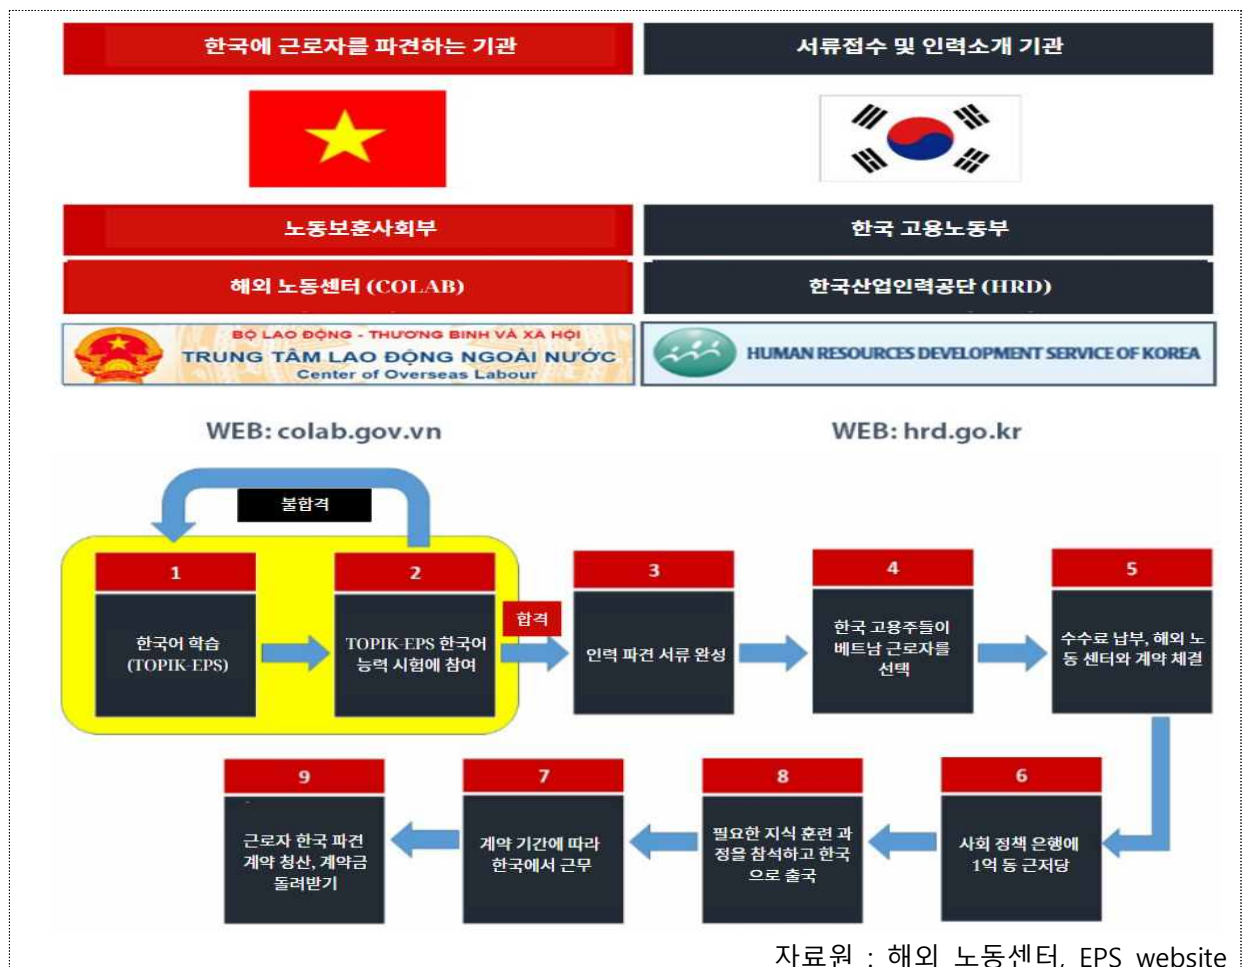 한국에 근로자를 파견하는 기관
서류접수 및 인력소개 기관
노동보훈사회부
한국 고용노동부
해외 노동센터 (COLAB)
한국산업인력공단 (HRD)
BỘ LAO ĐỘNG - THƯƠNG BINH VÀ XÃ HỘI
TRUNG TÂM LAO ĐỘNG NGOÀI NƯỚC
Center of Overseas Labour
HUMAN RESOURCES DEVELOPMENT SERVICE OF KOREA
WEB: colab.gov.vn
WEB: hrd.go.kr
불합격
1
한국어 학습
(TOPIK-EPS)
2
TOPIK-EPS 한국어
능력 시험에 참여
합격
3
인력 파견 서류 완성
4
한국 고용주들이
베트남 근로자를
선택
5
수수료 납부, 해외 노
동 센터와 계약 체결
9
근로자 한국 파견
계약 청산, 계약금
돌려받기
7
계약 기간에 따라
한국에서 근무
8
필요한 지식 훈련 과
정을 참석하고 한국
으로 출국
6
사회 정책 은행에
1억 동 근저당
자료원 : 해외 노동센터, EPS website